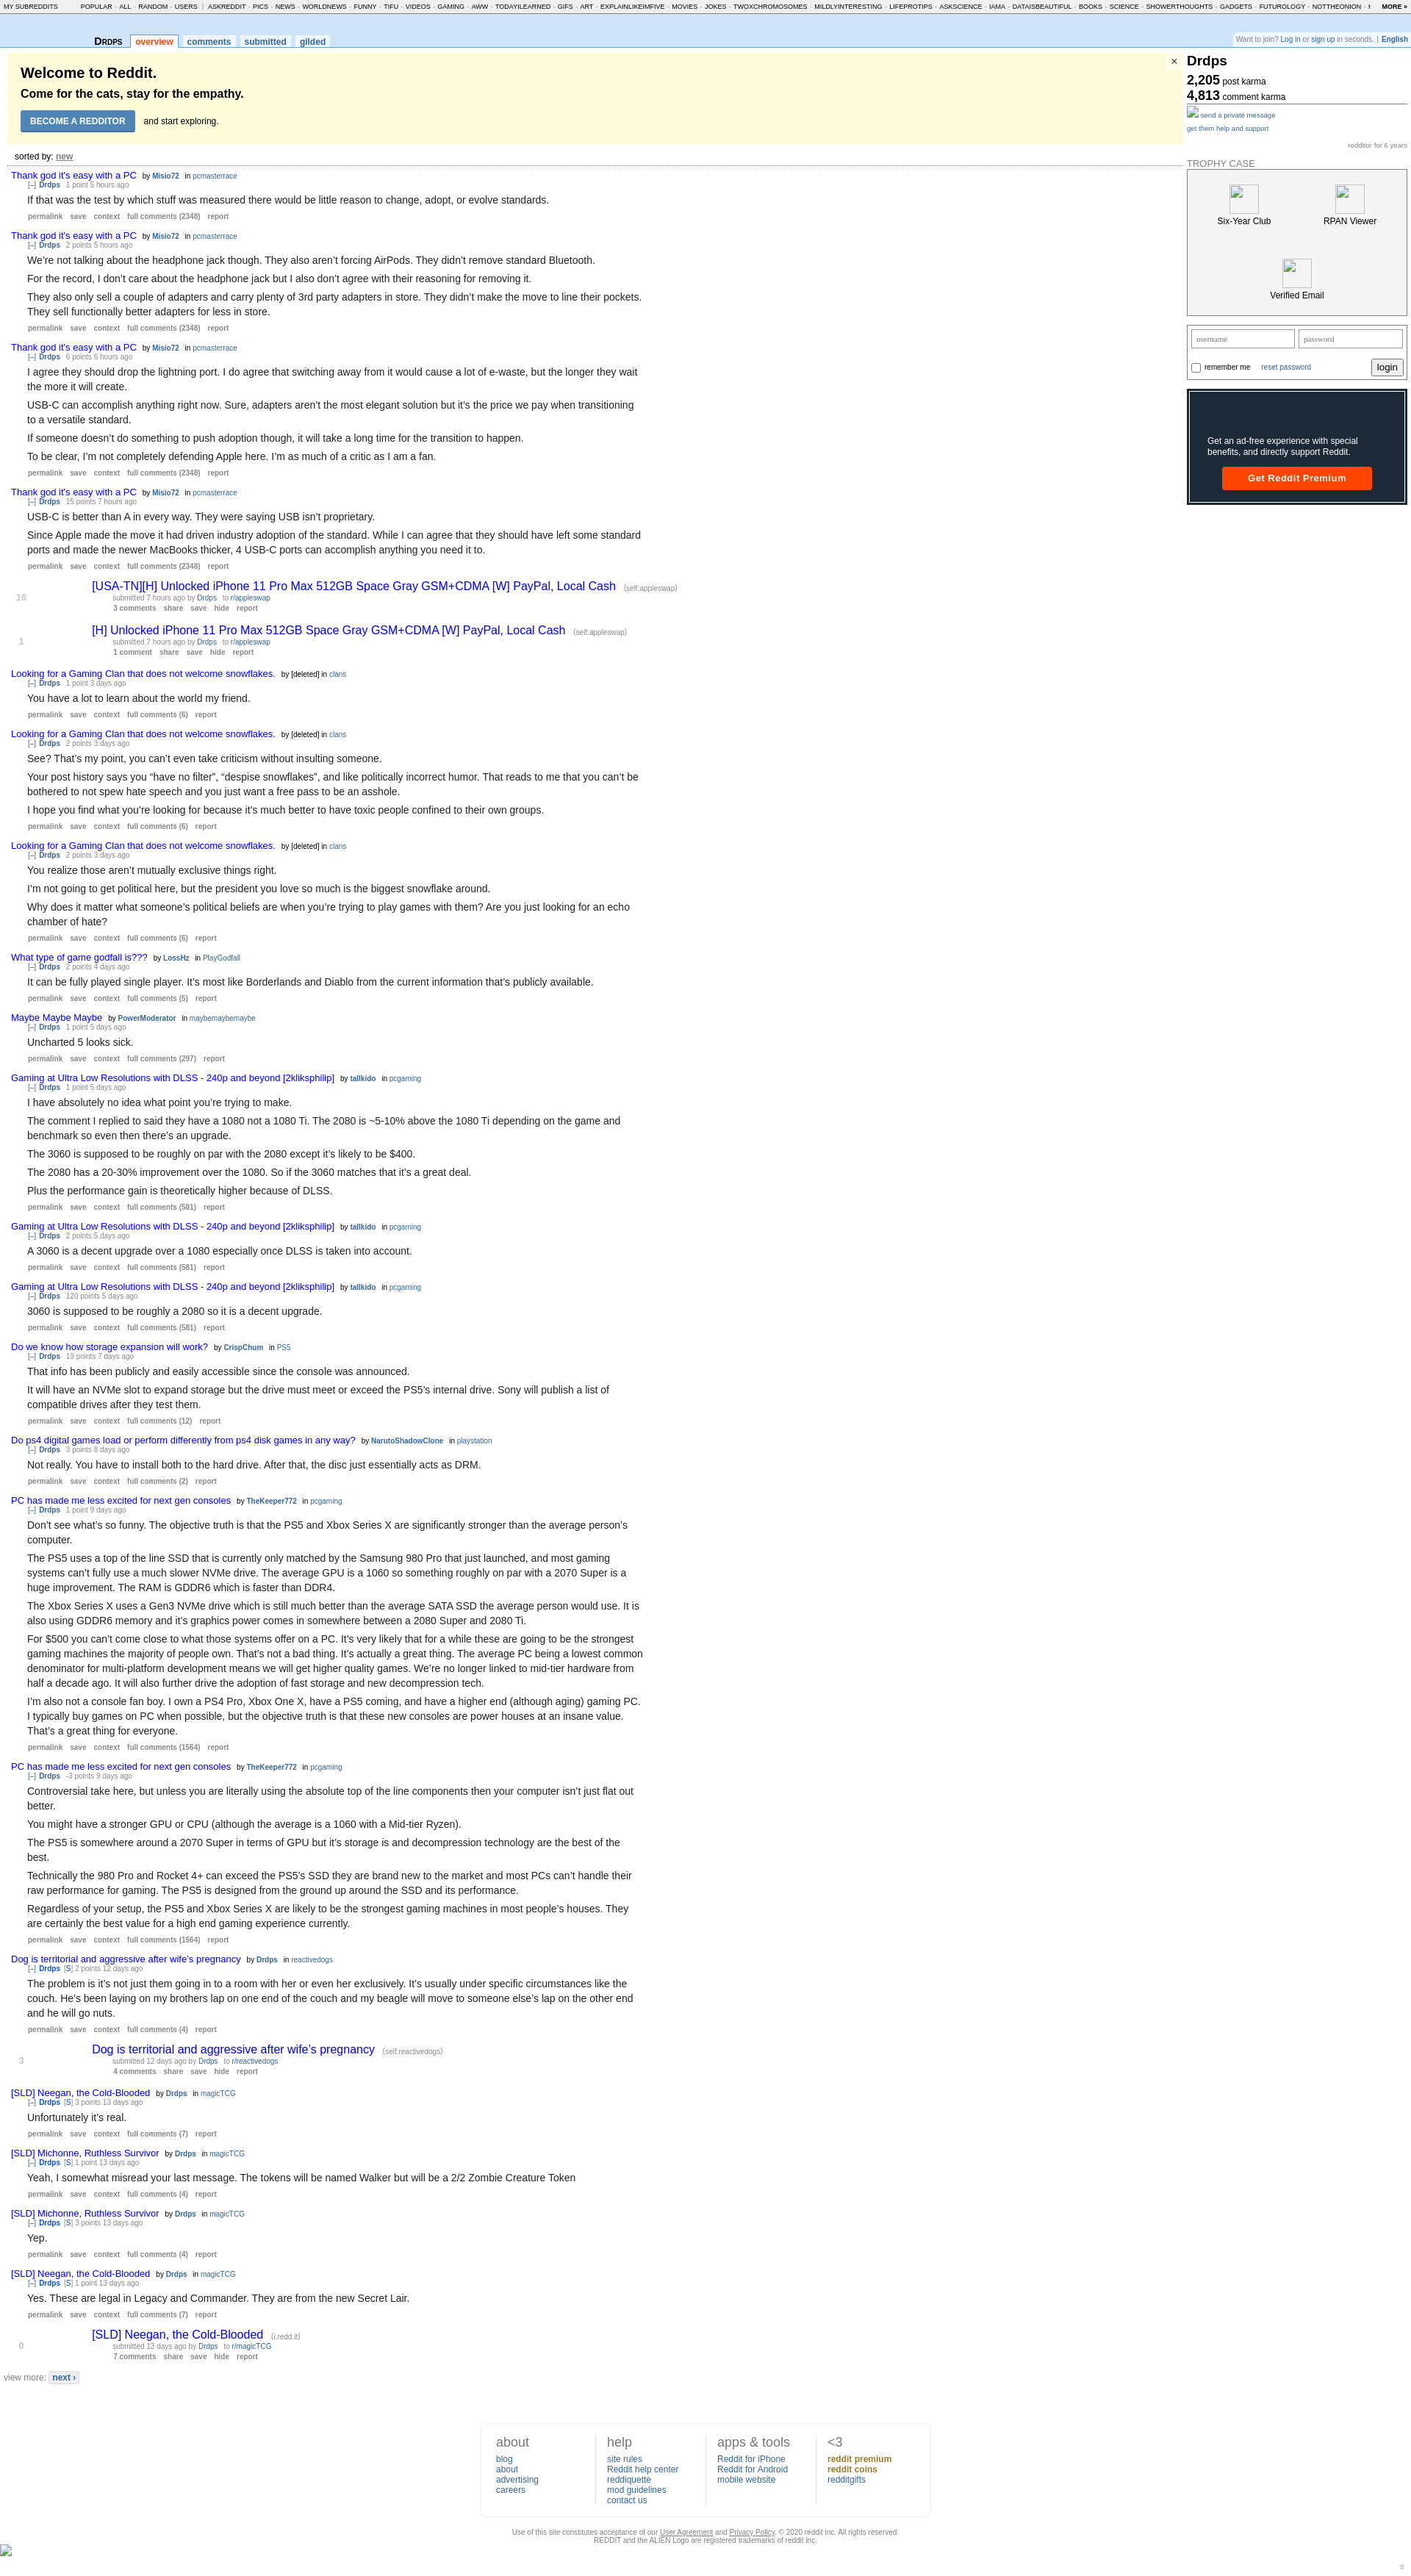 MY SUBREDDITS POPULAR - ALL - RANDOM - USERS | ASKREDDIT - PICS - NEWS - WORLDNEWS - FUNNY - TIFU - VIDEOS - GAMING - AWW - TODAYILEARNED - GIFS - ART - EXPLAINLIKEIMFIVE - MOVIES - JOKES - TWOXCHROMOSOMES - MILDLYINTERESTING - LIFEPROTIPS - ASKSCIENCE - IAMA - DATAISBEAUTIFUL - BOOKS - SCIENCE - SHOWERTHOUGHTS - GADGETS - FUTUROLOGY - NOTTHEONION - MORE »
Drdps overview comments submitted gilded
Want to join? Log in or sign up in seconds. | English
Welcome to Reddit.
Come for the cats, stay for the empathy.
BECOME A REDDITOR and start exploring.
×
Drdps
2,205 post karma
4,813 comment karma
send a private message
get them help and support
redditor for 6 years
TROPHY CASE
Six-Year Club
RPAN Viewer
Verified Email
username password
remember me reset password login
Get an ad-free experience with special
benefits, and directly support Reddit.
Get Reddit Premium
sorted by: new
Thank god it's easy with a PC by Misio72 in pcmasterrace
[–] Drdps 1 point 5 hours ago
If that was the test by which stuff was measured there would be little reason to change, adopt, or evolve standards.
permalink save context full comments (2348) report
Thank god it's easy with a PC by Misio72 in pcmasterrace
[–] Drdps 2 points 5 hours ago
We’re not talking about the headphone jack though. They also aren’t forcing AirPods. They didn’t remove standard Bluetooth.
For the record, I don’t care about the headphone jack but I also don’t agree with their reasoning for removing it.
They also only sell a couple of adapters and carry plenty of 3rd party adapters in store. They didn’t make the move to line their pockets.
They sell functionally better adapters for less in store.
permalink save context full comments (2348) report
Thank god it's easy with a PC by Misio72 in pcmasterrace
[–] Drdps 6 points 6 hours ago
I agree they should drop the lightning port. I do agree that switching away from it would cause a lot of e-waste, but the longer they wait
the more it will create.
USB-C can accomplish anything right now. Sure, adapters aren’t the most elegant solution but it’s the price we pay when transitioning
to a versatile standard.
If someone doesn’t do something to push adoption though, it will take a long time for the transition to happen.
To be clear, I’m not completely defending Apple here. I’m as much of a critic as I am a fan.
permalink save context full comments (2348) report
Thank god it's easy with a PC by Misio72 in pcmasterrace
[–] Drdps 15 points 7 hours ago
USB-C is better than A in every way. They were saying USB isn’t proprietary.
Since Apple made the move it had driven industry adoption of the standard. While I can agree that they should have left some standard
ports and made the newer MacBooks thicker, 4 USB-C ports can accomplish anything you need it to.
permalink save context full comments (2348) report
16
[USA-TN][H] Unlocked iPhone 11 Pro Max 512GB Space Gray GSM+CDMA [W] PayPal, Local Cash (self.appleswap)
submitted 7 hours ago by Drdps to r/appleswap
3 comments share save hide report
1
[H] Unlocked iPhone 11 Pro Max 512GB Space Gray GSM+CDMA [W] PayPal, Local Cash (self.appleswap)
submitted 7 hours ago by Drdps to r/appleswap
1 comment share save hide report
Looking for a Gaming Clan that does not welcome snowflakes. by [deleted] in clans
[–] Drdps 1 point 3 days ago
You have a lot to learn about the world my friend.
permalink save context full comments (6) report
Looking for a Gaming Clan that does not welcome snowflakes. by [deleted] in clans
[–] Drdps 2 points 3 days ago
See? That’s my point, you can’t even take criticism without insulting someone.
Your post history says you “have no filter”, “despise snowflakes”, and like politically incorrect humor. That reads to me that you can’t be
bothered to not spew hate speech and you just want a free pass to be an asshole.
I hope you find what you’re looking for because it’s much better to have toxic people confined to their own groups.
permalink save context full comments (6) report
Looking for a Gaming Clan that does not welcome snowflakes. by [deleted] in clans
[–] Drdps 2 points 3 days ago
You realize those aren’t mutually exclusive things right.
I’m not going to get political here, but the president you love so much is the biggest snowflake around.
Why does it matter what someone’s political beliefs are when you’re trying to play games with them? Are you just looking for an echo
chamber of hate?
permalink save context full comments (6) report
What type of game godfall is??? by LossHz in PlayGodfall
[–] Drdps 2 points 4 days ago
It can be fully played single player. It’s most like Borderlands and Diablo from the current information that’s publicly available.
permalink save context full comments (5) report
Maybe Maybe Maybe by PowerModerator in maybemaybemaybe
[–] Drdps 1 point 5 days ago
Uncharted 5 looks sick.
permalink save context full comments (297) report
Gaming at Ultra Low Resolutions with DLSS - 240p and beyond [2kliksphilip] by tallkido in pcgaming
[–] Drdps 1 point 5 days ago
I have absolutely no idea what point you’re trying to make.
The comment I replied to said they have a 1080 not a 1080 Ti. The 2080 is ~5-10% above the 1080 Ti depending on the game and
benchmark so even then there’s an upgrade.
The 3060 is supposed to be roughly on par with the 2080 except it’s likely to be $400.
The 2080 has a 20-30% improvement over the 1080. So if the 3060 matches that it’s a great deal.
Plus the performance gain is theoretically higher because of DLSS.
permalink save context full comments (581) report
Gaming at Ultra Low Resolutions with DLSS - 240p and beyond [2kliksphilip] by tallkido in pcgaming
[–] Drdps 2 points 5 days ago
A 3060 is a decent upgrade over a 1080 especially once DLSS is taken into account.
permalink save context full comments (581) report
Gaming at Ultra Low Resolutions with DLSS - 240p and beyond [2kliksphilip] by tallkido in pcgaming
[–] Drdps 120 points 5 days ago
3060 is supposed to be roughly a 2080 so it is a decent upgrade.
permalink save context full comments (581) report
Do we know how storage expansion will work? by CrispChum in PS5
[–] Drdps 19 points 7 days ago
That info has been publicly and easily accessible since the console was announced.
It will have an NVMe slot to expand storage but the drive must meet or exceed the PS5’s internal drive. Sony will publish a list of
compatible drives after they test them.
permalink save context full comments (12) report
Do ps4 digital games load or perform differently from ps4 disk games in any way? by NarutoShadowClone in playstation
[–] Drdps 3 points 8 days ago
Not really. You have to install both to the hard drive. After that, the disc just essentially acts as DRM.
permalink save context full comments (2) report
PC has made me less excited for next gen consoles by TheKeeper772 in pcgaming
[–] Drdps 1 point 9 days ago
Don’t see what’s so funny. The objective truth is that the PS5 and Xbox Series X are significantly stronger than the average person’s
computer.
The PS5 uses a top of the line SSD that is currently only matched by the Samsung 980 Pro that just launched, and most gaming
systems can’t fully use a much slower NVMe drive. The average GPU is a 1060 so something roughly on par with a 2070 Super is a
huge improvement. The RAM is GDDR6 which is faster than DDR4.
The Xbox Series X uses a Gen3 NVMe drive which is still much better than the average SATA SSD the average person would use. It is
also using GDDR6 memory and it’s graphics power comes in somewhere between a 2080 Super and 2080 Ti.
For $500 you can’t come close to what those systems offer on a PC. It’s very likely that for a while these are going to be the strongest
gaming machines the majority of people own. That’s not a bad thing. It’s actually a great thing. The average PC being a lowest common
denominator for multi-platform development means we will get higher quality games. We’re no longer linked to mid-tier hardware from
half a decade ago. It will also further drive the adoption of fast storage and new decompression tech.
I’m also not a console fan boy. I own a PS4 Pro, Xbox One X, have a PS5 coming, and have a higher end (although aging) gaming PC.
I typically buy games on PC when possible, but the objective truth is that these new consoles are power houses at an insane value.
That’s a great thing for everyone.
permalink save context full comments (1564) report
PC has made me less excited for next gen consoles by TheKeeper772 in pcgaming
[–] Drdps -3 points 9 days ago
Controversial take here, but unless you are literally using the absolute top of the line components then your computer isn’t just flat out
better.
You might have a stronger GPU or CPU (although the average is a 1060 with a Mid-tier Ryzen).
The PS5 is somewhere around a 2070 Super in terms of GPU but it’s storage is and decompression technology are the best of the
best.
Technically the 980 Pro and Rocket 4+ can exceed the PS5’s SSD they are brand new to the market and most PCs can’t handle their
raw performance for gaming. The PS5 is designed from the ground up around the SSD and its performance.
Regardless of your setup, the PS5 and Xbox Series X are likely to be the strongest gaming machines in most people’s houses. They
are certainly the best value for a high end gaming experience currently.
permalink save context full comments (1564) report
Dog is territorial and aggressive after wife’s pregnancy by Drdps in reactivedogs
[–] Drdps [S] 2 points 12 days ago
The problem is it’s not just them going in to a room with her or even her exclusively. It’s usually under specific circumstances like the
couch. He’s been laying on my brothers lap on one end of the couch and my beagle will move to someone else’s lap on the other end
and he will go nuts.
permalink save context full comments (4) report
3
Dog is territorial and aggressive after wife’s pregnancy (self.reactivedogs)
submitted 12 days ago by Drdps to r/reactivedogs
4 comments share save hide report
[SLD] Neegan, the Cold-Blooded by Drdps in magicTCG
[–] Drdps [S] 3 points 13 days ago
Unfortunately it’s real.
permalink save context full comments (7) report
[SLD] Michonne, Ruthless Survivor by Drdps in magicTCG
[–] Drdps [S] 1 point 13 days ago
Yeah, I somewhat misread your last message. The tokens will be named Walker but will be a 2/2 Zombie Creature Token
permalink save context full comments (4) report
[SLD] Michonne, Ruthless Survivor by Drdps in magicTCG
[–] Drdps [S] 3 points 13 days ago
Yep.
permalink save context full comments (4) report
[SLD] Neegan, the Cold-Blooded by Drdps in magicTCG
[–] Drdps [S] 1 point 13 days ago
Yes. These are legal in Legacy and Commander. They are from the new Secret Lair.
permalink save context full comments (7) report
0
[SLD] Neegan, the Cold-Blooded (i.redd.it)
submitted 13 days ago by Drdps to r/magicTCG
7 comments share save hide report
view more: next ›
about
blog
about
advertising
careers
help
site rules
Reddit help center
reddiquette
mod guidelines
contact us
apps & tools
Reddit for iPhone
Reddit for Android
mobile website
<3
reddit premium
reddit coins
redditgifts
Use of this site constitutes acceptance of our User Agreement and Privacy Policy. © 2020 reddit inc. All rights reserved.
REDDIT and the ALIEN Logo are registered trademarks of reddit inc.
π